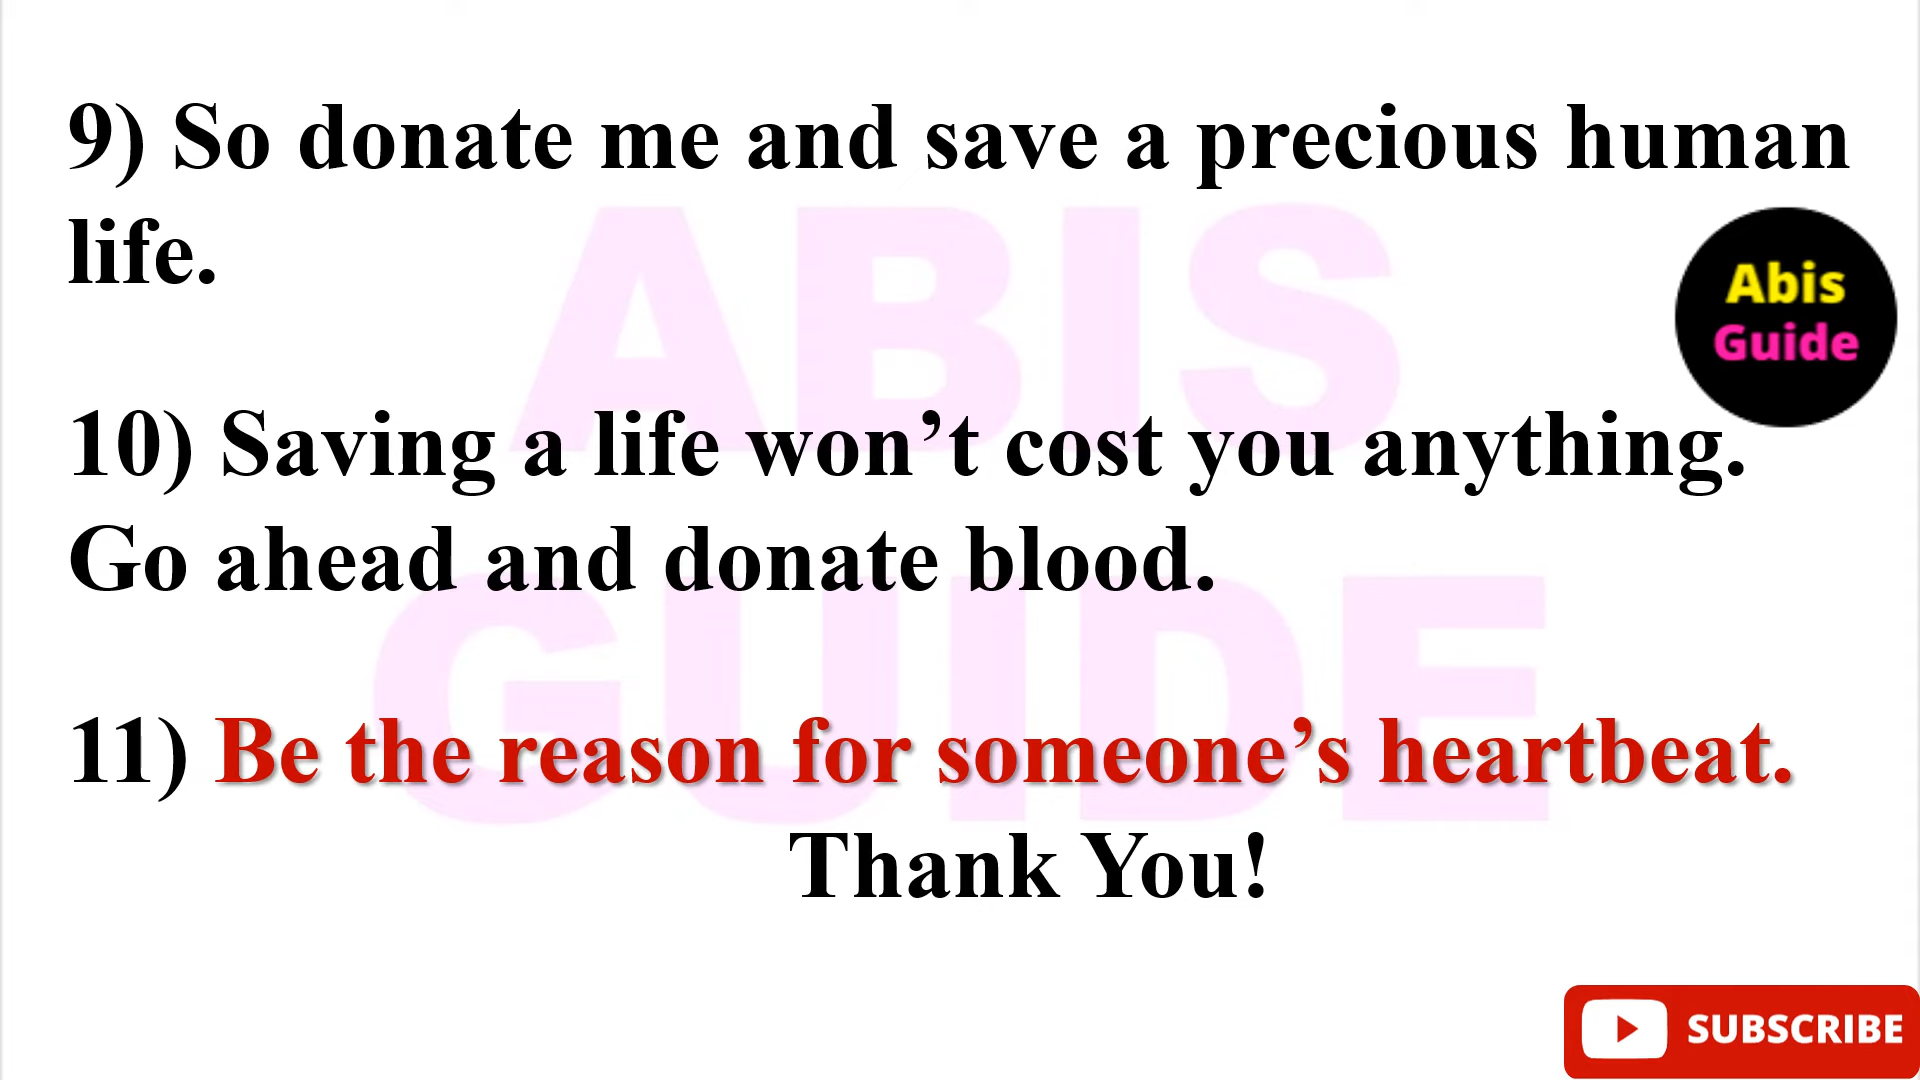 9) So donate me and save a precious human
life.
Abis
Guide
10) Saving a life won’t cost you anything.
Go ahead and donate blood.
11) Be the reason for someone’s heartbeat.
Thank You!
ABIS
GUIDE
SUBSCRIBE